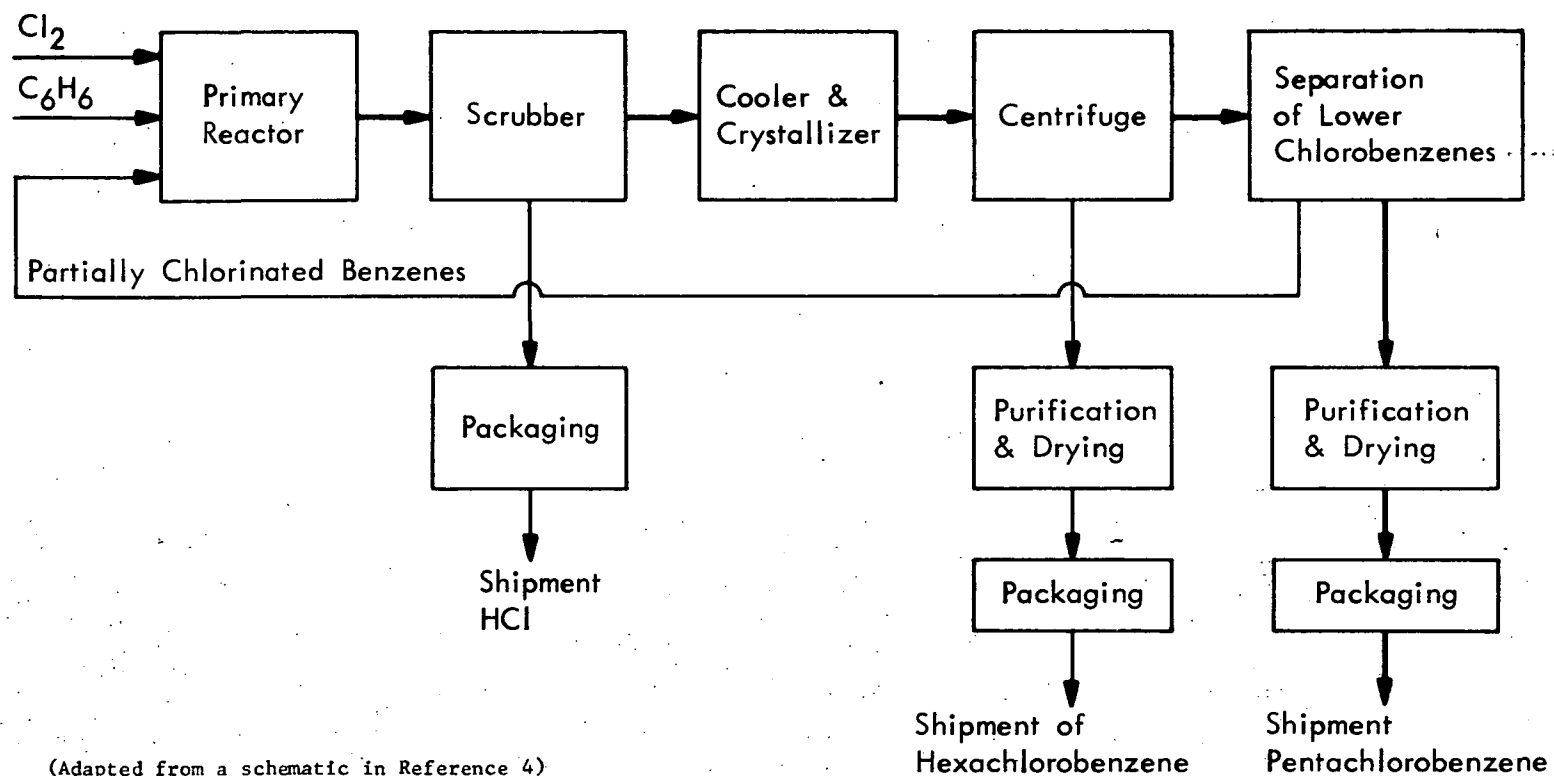 Cl2
C6H6
Primary
Reactor
Scrubber
Cooler &
Crystallizer
Centrifuge
Separation
of Lower
Chlorobenzenes
Partially Chlorinated Benzenes
Packaging
Purification
& Drying
Purification
& Drying
Shipment
HCl
Packaging
Packaging
Shipment of
Hexachlorobenzene
Shipment
Pentachlorobenzene
(Adapted from a schematic in Reference 4)